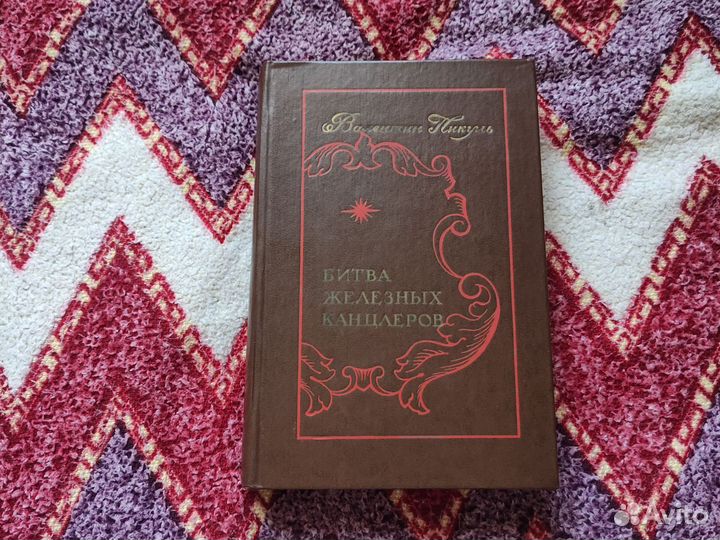 Валентин Пикуль
БИТВА
ЖЕЛЕЗНЫХ
КАНЦЛЕРОВ
Avito